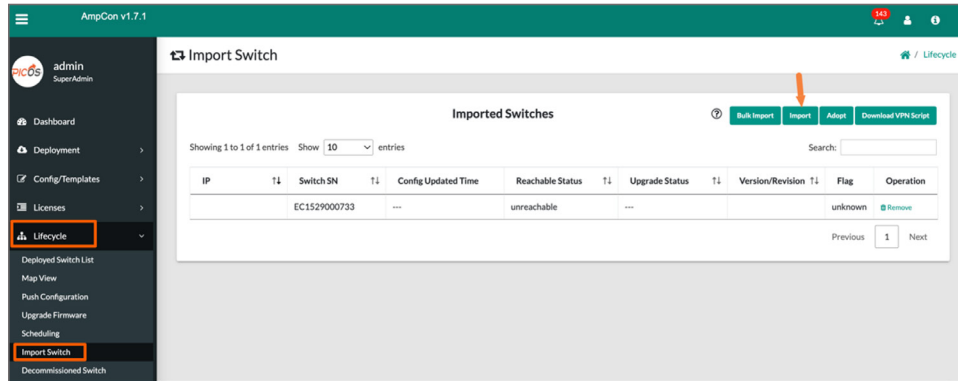 AmpCon v1.7.1
143
PICOS
admin
SuperAdmin
Dashboard
Deployment
Config/Templates
Licenses
Lifecycle
Deployed Switch List
Map View
Push Configuration
Upgrade Firmware
Scheduling
Import Switch
Decommissioned Switch
Import Switch
/ Lifecycle
Imported Switches
Bulk Import Import Adopt Download VPN Script
Showing 1 to 1 of 1 entries Show 10 entries Search:
IP Switch SN Config Updated Time Reachable Status Upgrade Status Version/Revision Flag Operation
EC1529000733 --- unreachable --- unknown Remove
Previous 1 Next